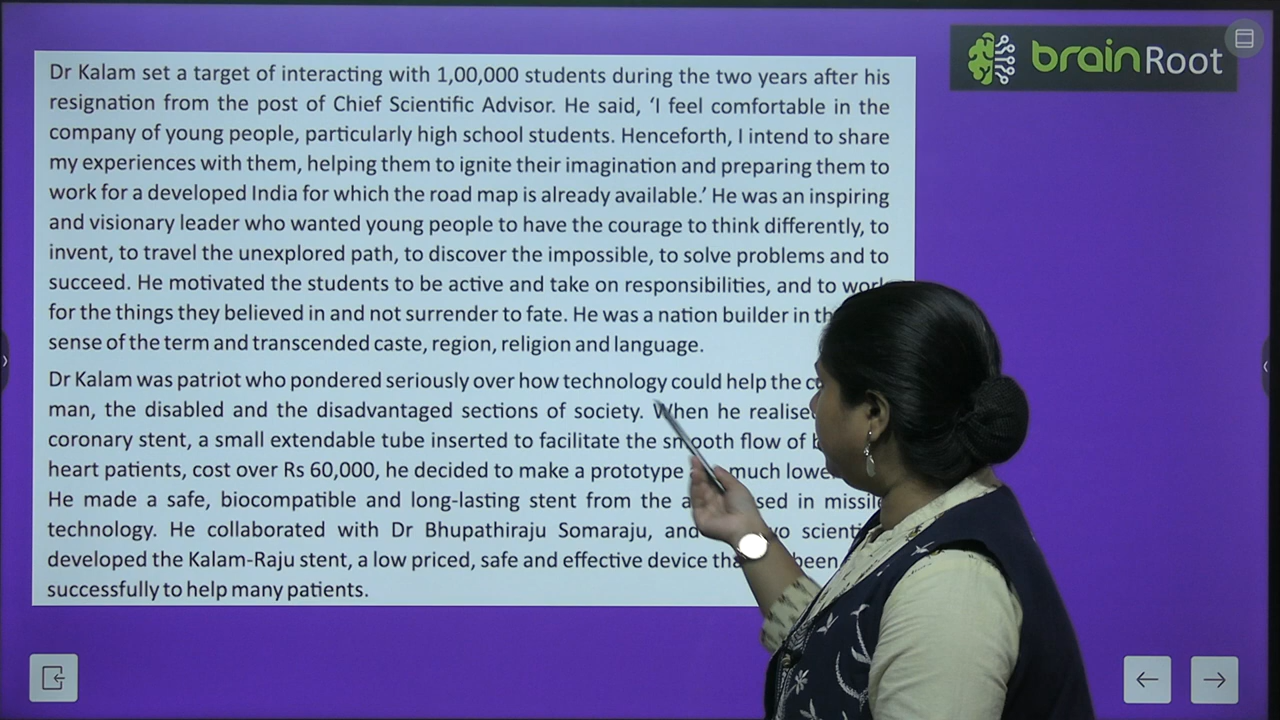 brainRoot
Dr Kalam set a target of interacting with 1,00,000 students during the two years after his
resignation from the post of Chief Scientific Advisor. He said, ‘I feel comfortable in the
company of young people, particularly high school students. Henceforth, I intend to share
my experiences with them, helping them to ignite their imagination and preparing them to
work for a developed India for which the road map is already available.’ He was an inspiring
and visionary leader who wanted young people to have the courage to think differently, to
invent, to travel the unexplored path, to discover the impossible, to solve problems and to
succeed. He motivated the students to be active and take on responsibilities, and to work
for the things they believed in and not surrender to fate. He was a nation builder in
sense of the term and transcended caste, region, religion and language.
Dr Kalam was patriot who pondered seriously over how technology could help the
man, the disabled and the disadvantaged sections of society. When he
coronary stent, a small extendable tube inserted to facilitate the smooth flow of
heart patients, cost over Rs 60,000, he decided to make a prototype much
He made a safe, biocompatible and long-lasting stent from the in missile
technology. He collaborated with Dr Bhupathiraju Somaraju, and
developed the Kalam-Raju stent, a low priced, safe and effective device been
successfully to help many patients.